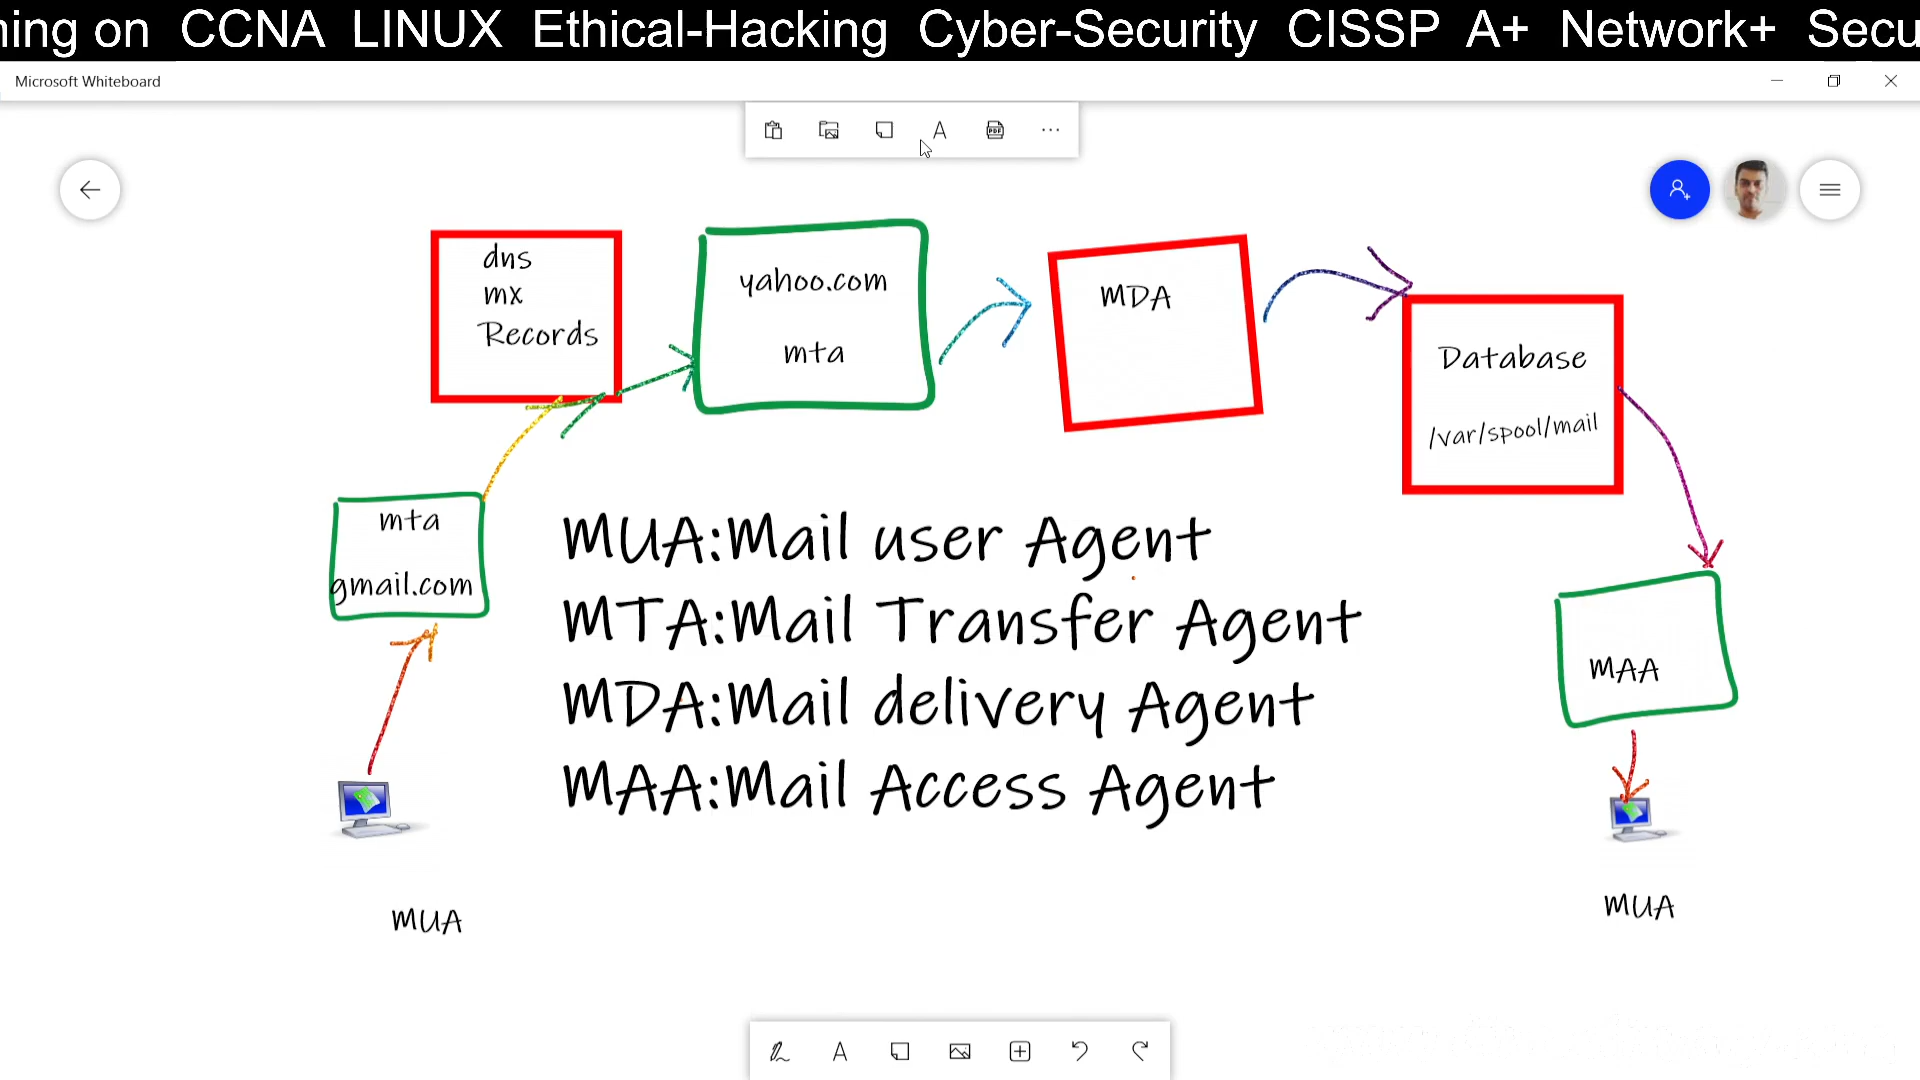 ning on CCNA LINUX Ethical-Hacking Cyber-Security CISSP A+ Network+ Secu
Microsoft Whiteboard
A
PDF
dns
mx
Records
yahoo.com
mta
MDA
Database
/var/spool/mail
mta
gmail.com
MUA:Mail user Agent
MTA:Mail Transfer Agent
MDA:Mail delivery Agent
MAA:Mail Access Agent
MAA
MUA
MUA
A